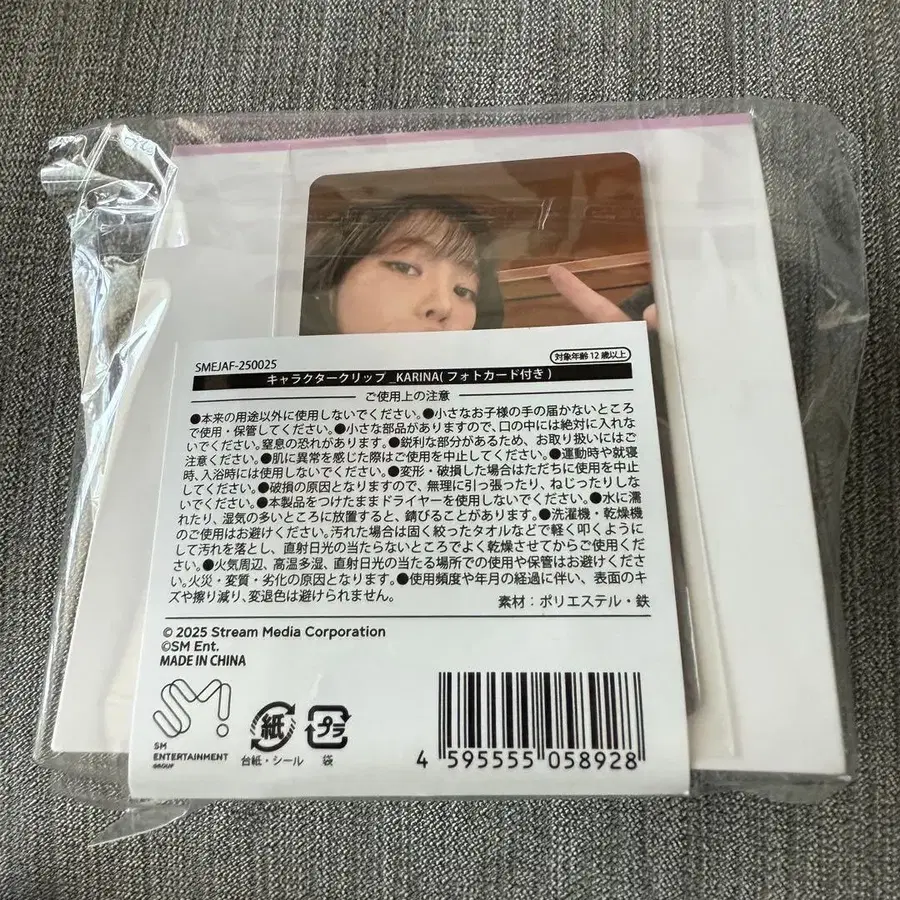 SMEJAF-250025
対象年齢12歳以上
キャラクタークリップ_KARINA(フォトカード付き)
ご使用上の注意
●本来の用途以外に使用しないでください。●小さなお子様の手の届かないところ
で使用・保管してください。●小さな部品がありますので、口の中には絶対に入れ
ないでください。窒息の恐れがあります。●鋭利な部分があるため、お取り扱いにはご
注意ください。●肌に異常を感じた際はご使用を中止してください。●運動時や就寝
時、入浴時には使用しないでください。●変形・破損した場合はただちに使用を中止
してください。●破損の原因となりますので、無理に引っ張ったり、ねじったりしな
いでください。●本製品をつけたままドライヤーを使用しないでください。●水に濡
れたり、湿気の多いところに放置すると、錆びることがあります。●洗濯機・乾燥機
のご使用はお避けください。汚れた場合は固く絞ったタオルなどで軽く叩くように
して汚れを落とし、直射日光の当たらないところでよく乾燥させてからご使用くだ
さい。●火気周辺、高温多湿、直射日光の当たる場所での使用や保管はお避けくださ
い。火災・変質・劣化の原因となります。●使用頻度や年月の経過に伴い、表面のキ
ズや擦り減り、変退色は避けられません。
素材：ポリエステル・鉄
© 2025 Stream Media Corporation
©SM Ent.
MADE IN CHINA
SM
ENTERTAINMENT
GROUP
紙
台紙・シール
プラ
袋
4 595555 058928